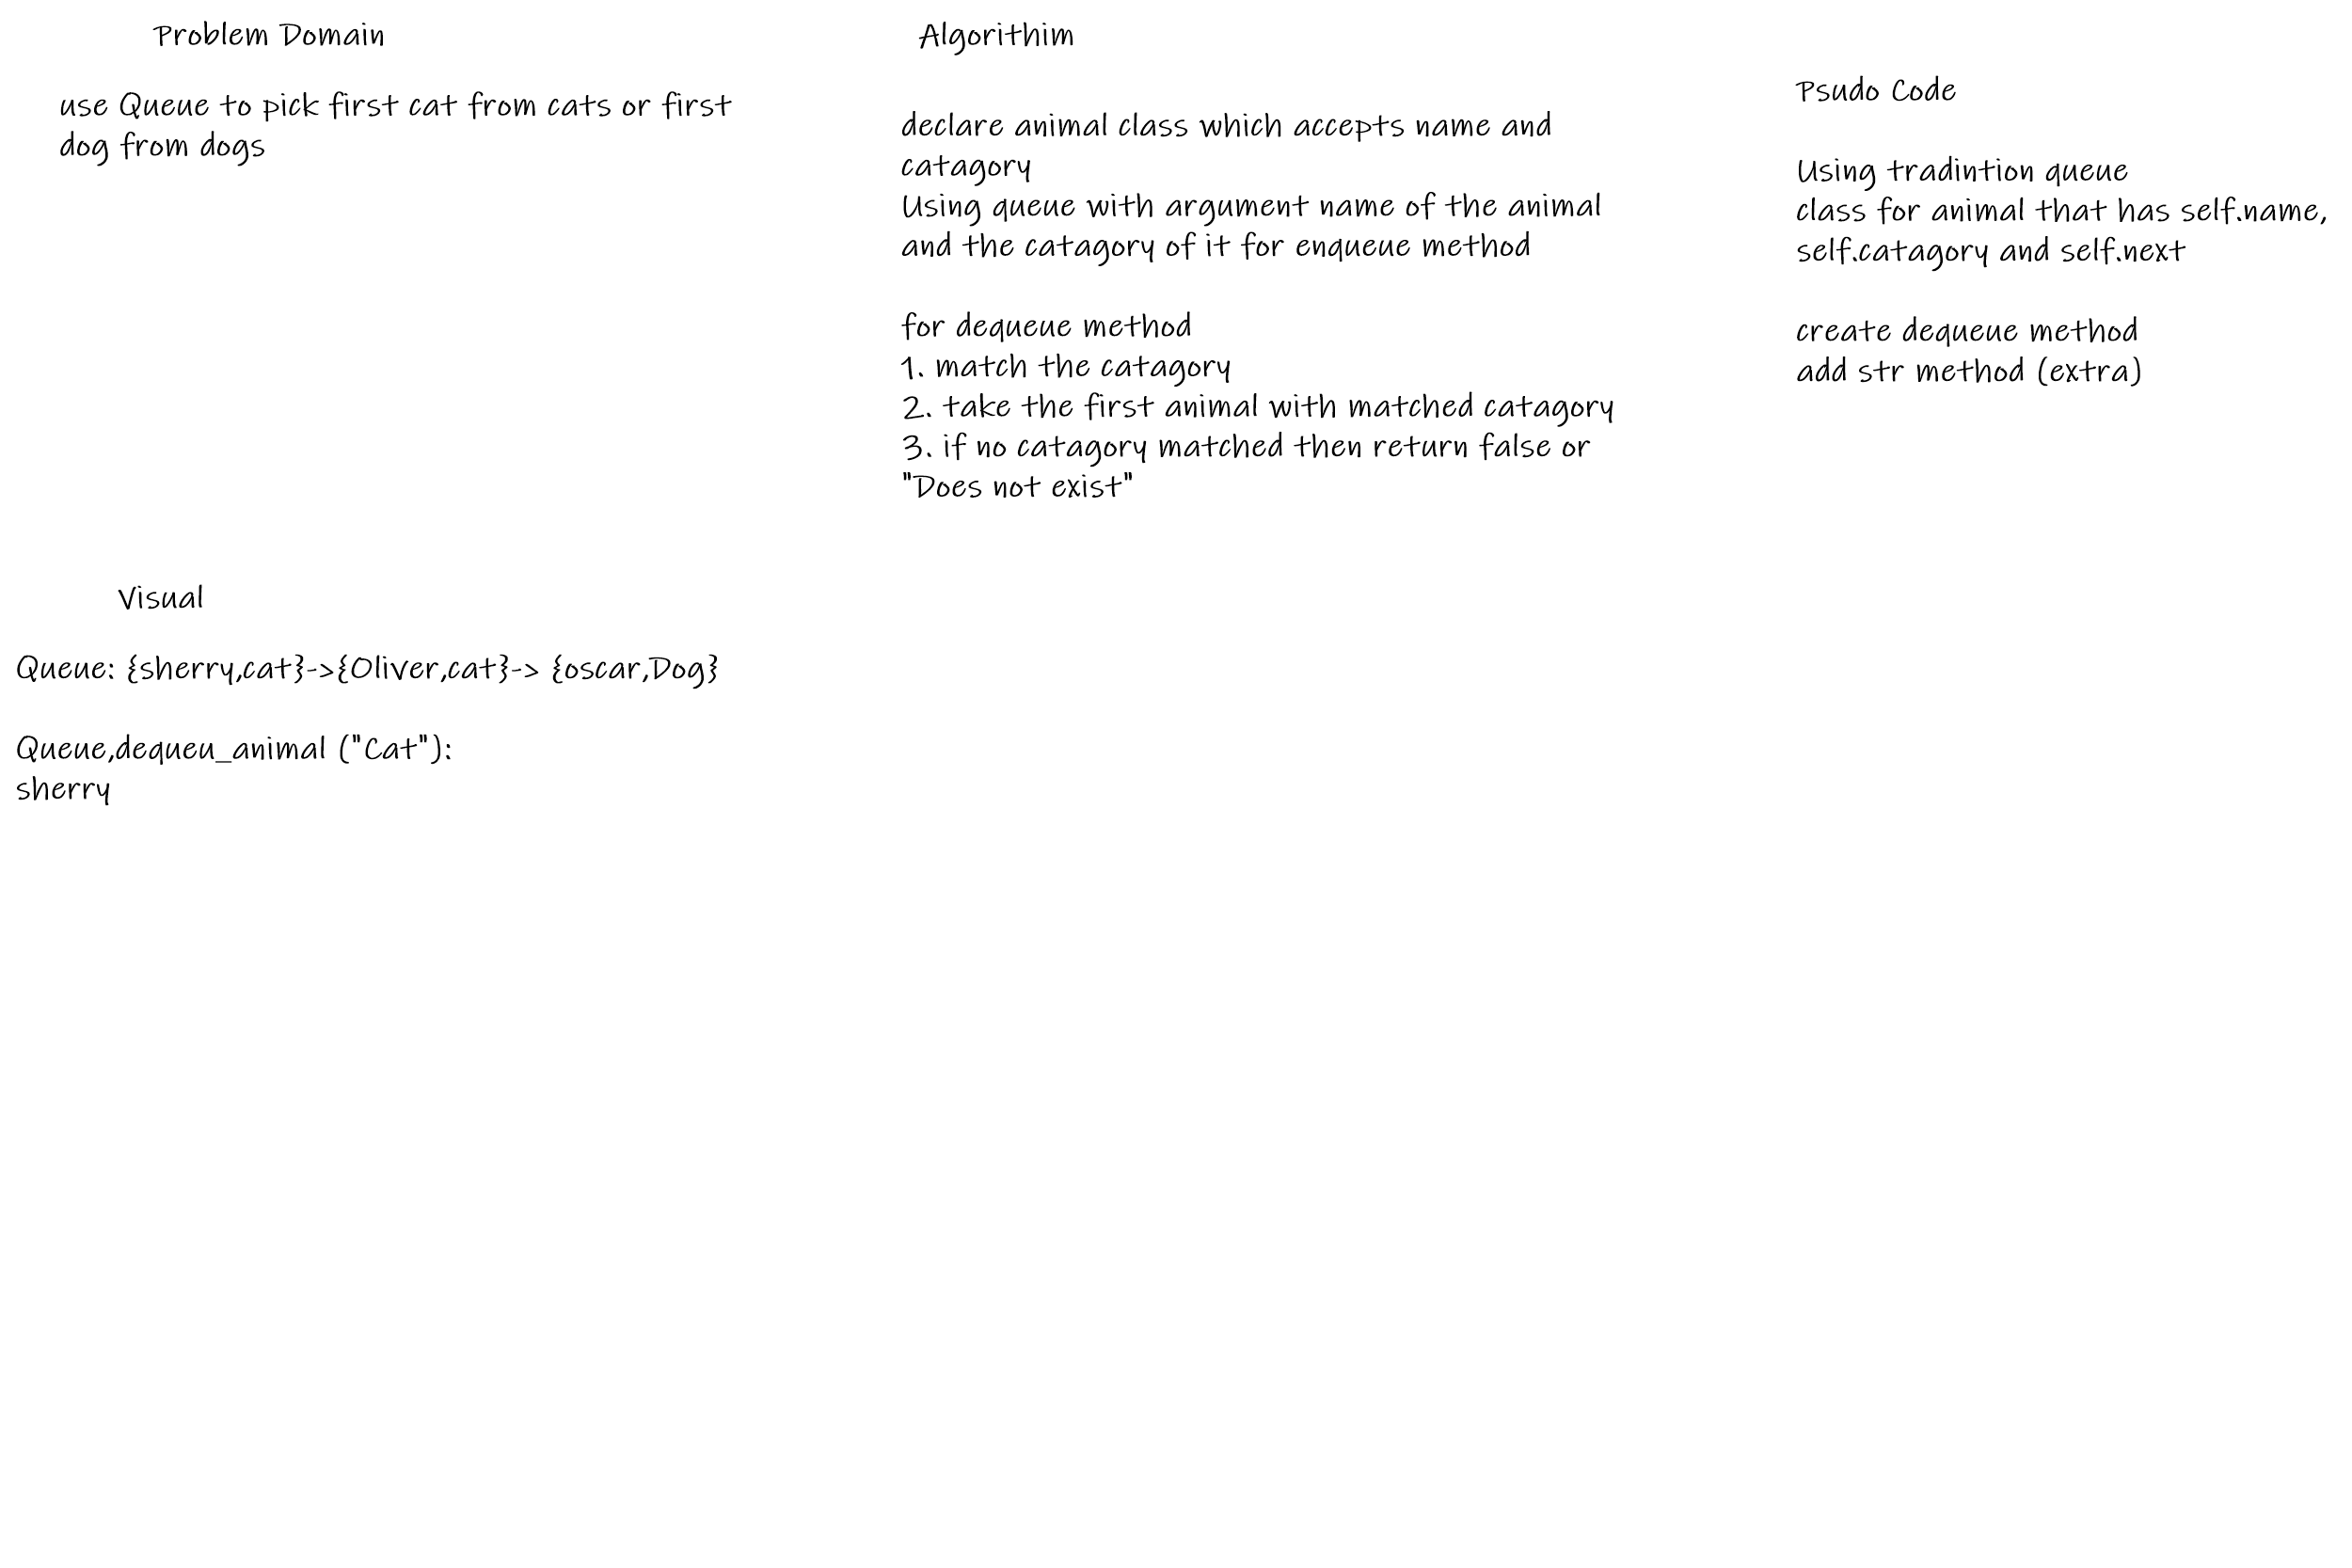 Problem Domain
use Queue to pick first cat from cats or first
dog from dogs
Algorithim
declare animal class which accepts name and
catagory
Using queue with argument name of the animal
and the catagory of it for enqueue method
for dequeue method
1. match the catagory
2. take the first animal with matched catagory
3. if no catagory matched then return false or
"Does not exist"
Psudo Code
Using tradintion queue
class for animal that has self.name,
self.catagory and self.next
create dequeue method
add str method (extra)
Visual
Queue: {sherry,cat}->{Oliver,cat}-> {oscar,Dog}
Queue,dequeu_animal ("Cat"):
sherry